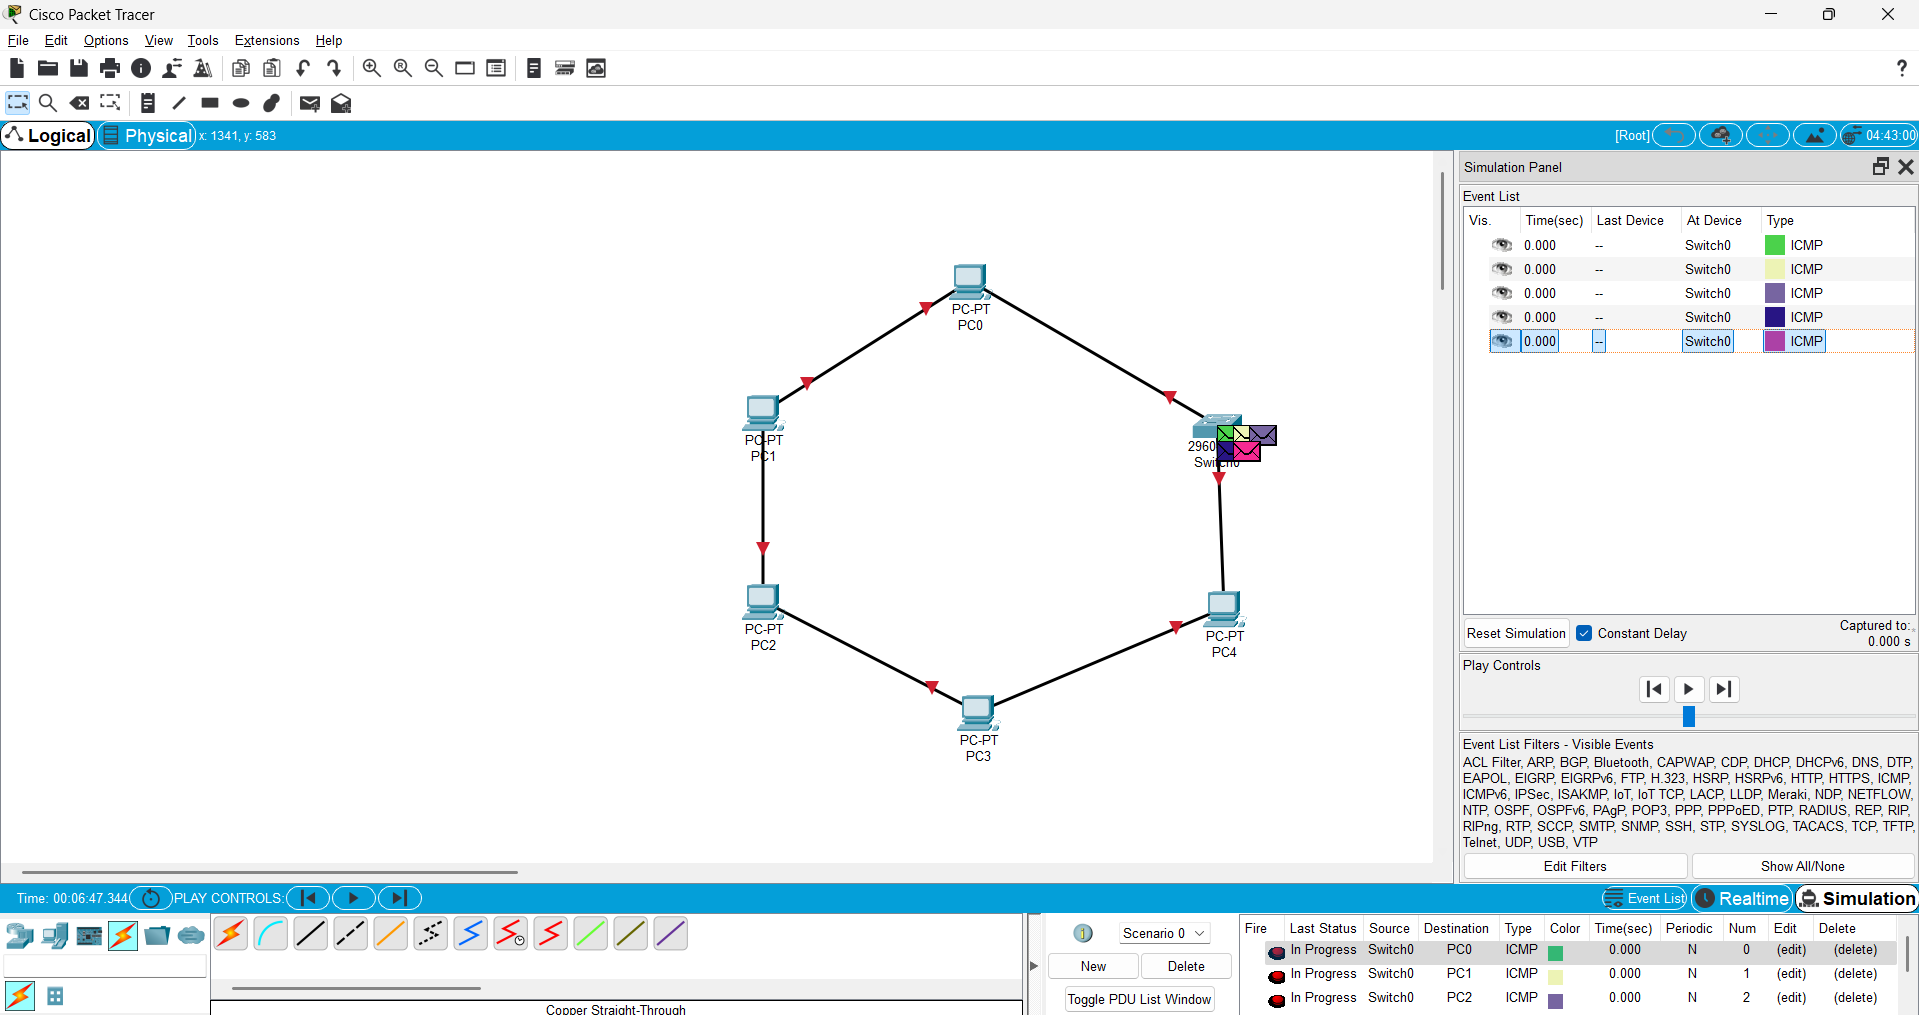 Cisco Packet Tracer
File Edit Options View Tools Extensions Help
?
Logical Physical x: 1341, y: 583 [Root] 04:43:00
Simulation Panel
Event List
Vis. Time(sec) Last Device At Device Type
0.000 -- Switch0 ICMP
0.000 -- Switch0 ICMP
0.000 -- Switch0 ICMP
0.000 -- Switch0 ICMP
0.000 -- Switch0 ICMP
PC-PT
PC0
PC-PT
PC1
2960
Switch0
PC-PT
PC2
PC-PT
PC4
PC-PT
PC3
Reset Simulation Constant Delay Captured to:
0.000 s
Play Controls
Event List Filters - Visible Events
ACL Filter, ARP, BGP, Bluetooth, CAPWAP, CDP, DHCP, DHCPv6, DNS, DTP,
EAPOL, EIGRP, EIGRPv6, FTP, H.323, HSRP, HSRPv6, HTTP, HTTPS, ICMP,
ICMPv6, IPSec, ISAKMP, IoT, IoT TCP, LACP, LLDP, Meraki, NDP, NETFLOW,
NTP, OSPF, OSPFv6, PAgP, POP3, PPP, PPPoED, PTP, RADIUS, REP, RIP,
RIPng, RTP, SCCP, SMTP, SNMP, SSH, STP, SYSLOG, TACACS, TCP, TFTP,
Telnet, UDP, USB, VTP
Edit Filters Show All/None
Time: 00:06:47.344 PLAY CONTROLS: Event List Realtime Simulation
Scenario 0
New Delete
Toggle PDU List Window
Fire Last Status Source Destination Type Color Time(sec) Periodic Num Edit Delete
In Progress Switch0 PC0 ICMP 0.000 N 0 (edit) (delete)
In Progress Switch0 PC1 ICMP 0.000 N 1 (edit) (delete)
In Progress Switch0 PC2 ICMP 0.000 N 2 (edit) (delete)
Copper Straight-Through